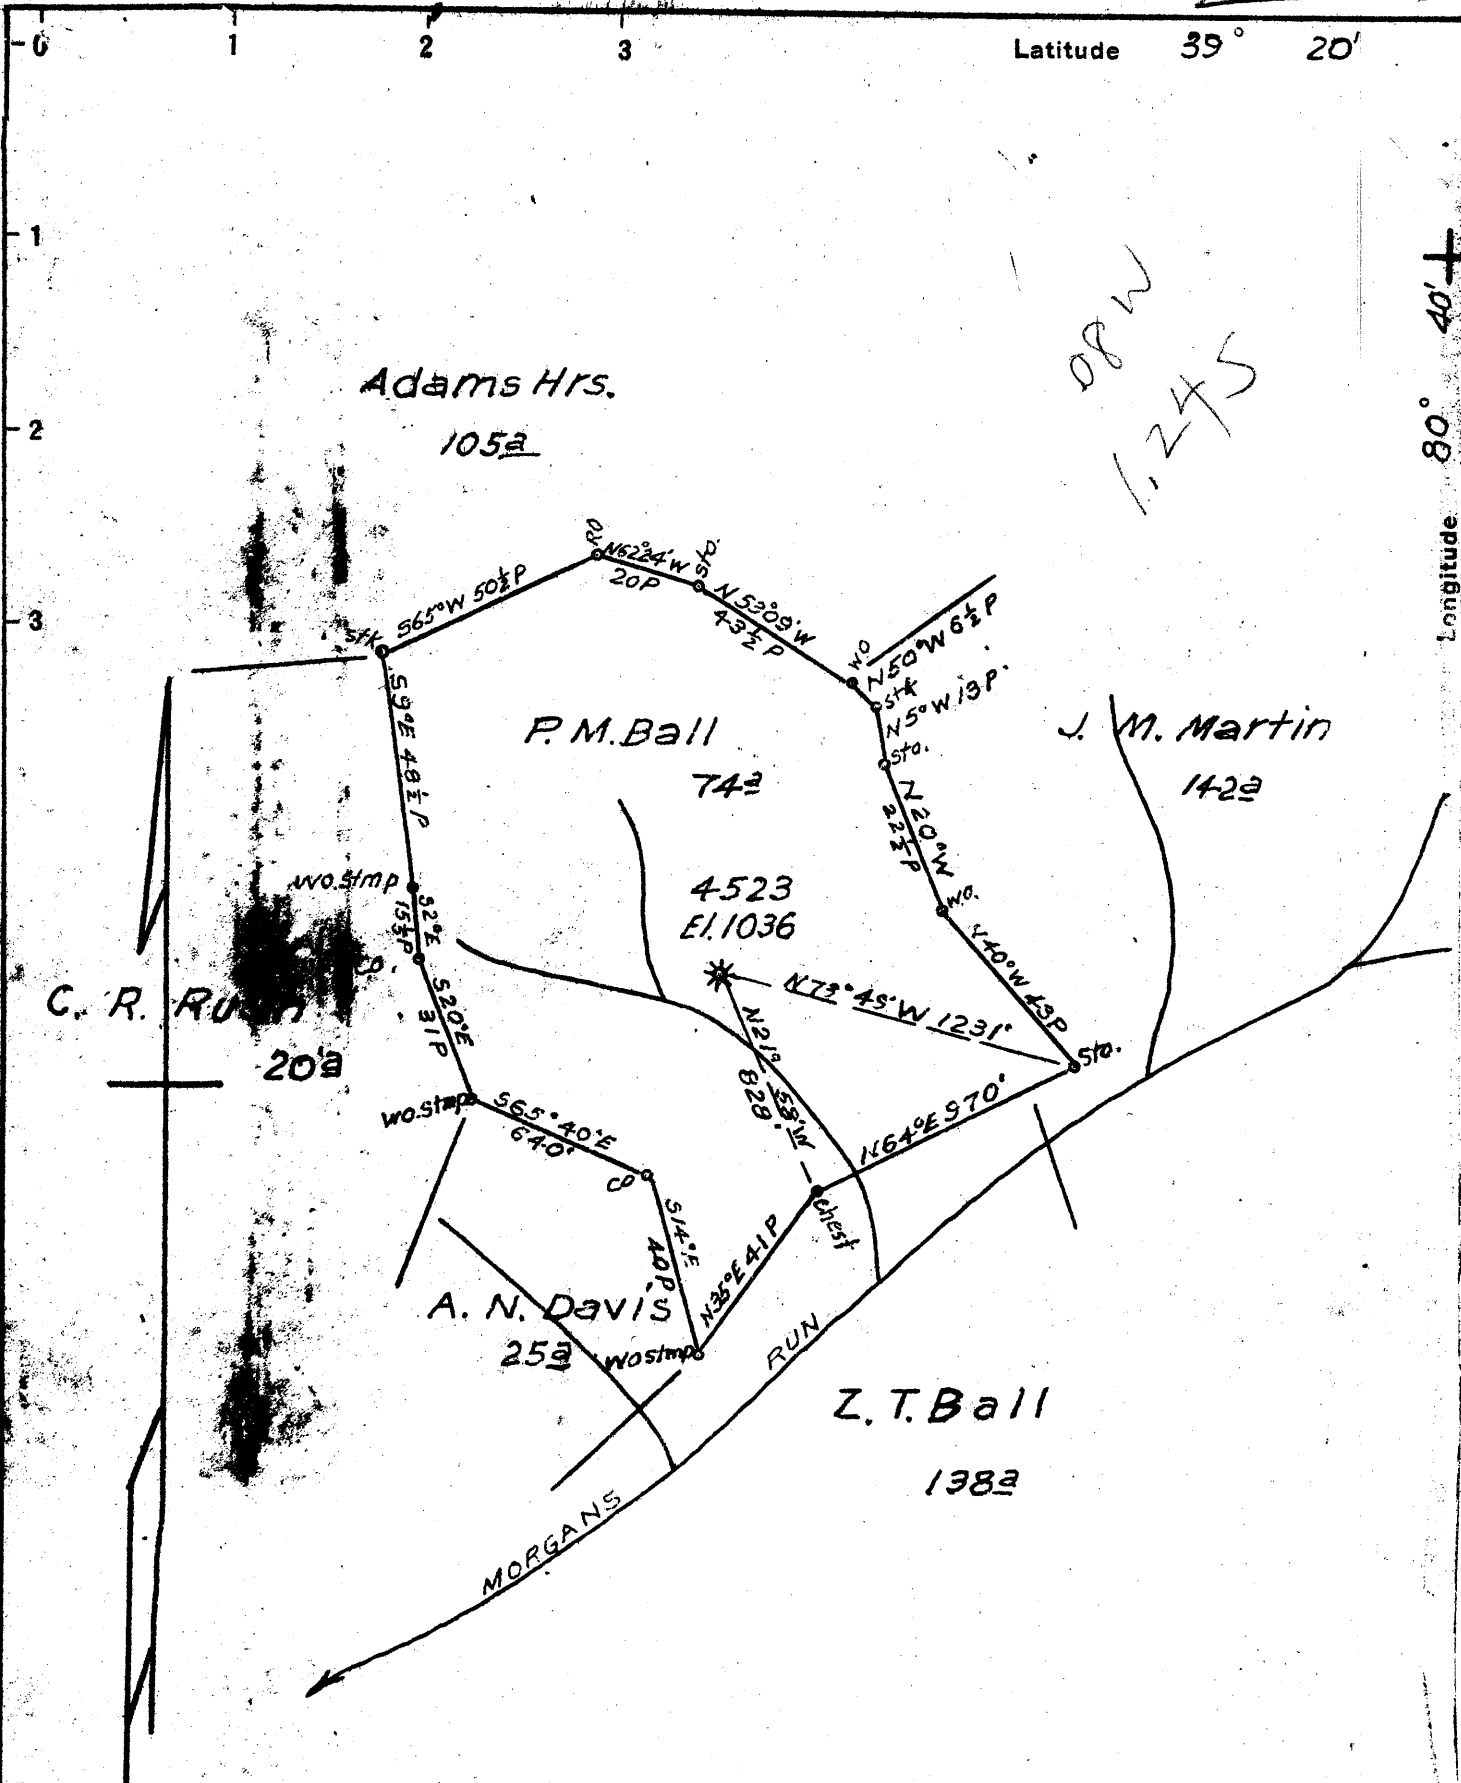 0 1 2 3 Latitude 39° 20'
1
2
3
Longitude 80° 40'
08 W
1.245
Adams Hrs.
105a
N62°24'W
20P
sto.
S65°W 50½P
stk
N53°09'W
43½P
w.o
N50°W 6½P
stk
N5°W 13P.
sto.
S9°E 48½P
P. M. Ball
74a
J. M. Martin
142a
N20°W
22½P
w.o.
wo.stmp
S2°E
15½P
co.
4523
El. 1036
N40°W 43P
Sto.
N73°45'W 1231'
C. R.
20a
S20°E
31P
wo.stmp
S65°40'E
640'
co
N21°58'W
828'
N64°E 970'
chest
S14°E
40P
N35°E 41P
A. N. Davis
25a
wo stmp
MORGANS RUN
Z. T. Ball
138a